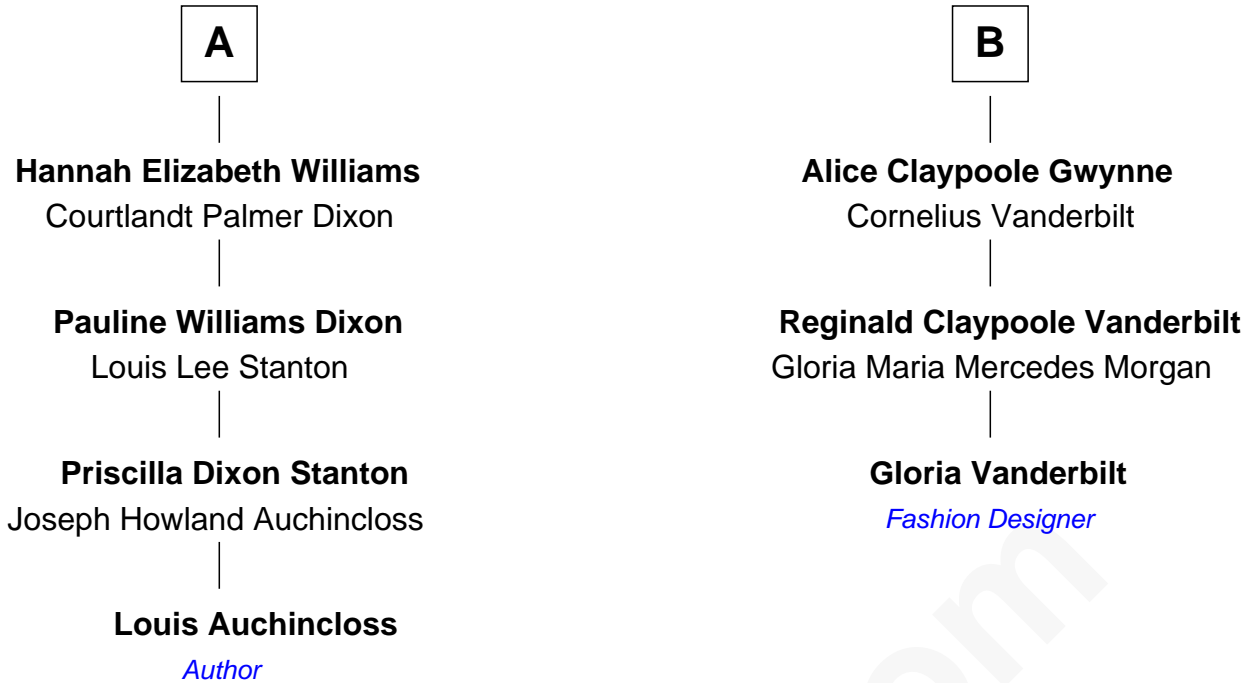 A
Hannah Elizabeth Williams
Courtlandt Palmer Dixon
Pauline Williams Dixon
Louis Lee Stanton
Priscilla Dixon Stanton
Joseph Howland Auchincloss
Louis Auchincloss
Author
B
Alice Claypoole Gwynne
Cornelius Vanderbilt
Reginald Claypoole Vanderbilt
Gloria Maria Mercedes Morgan
Gloria Vanderbilt
Fashion Designer
om